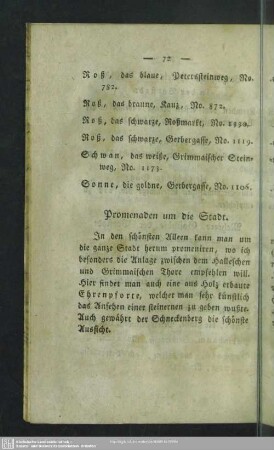 — 72 —
Roß, das blaue, Petersteinweg, No.
782.
Roß, das braune, Kauz, No. 872.
Roß, das schwarze, Roßmarkt, No.
Roß, das schwarze, Gerbergasse, No. 1119.
Schwan, das weiße, Grimmaischer Stein-
weg, No. 1173.
Sonne, die goldne, Gerbergasse, No. 1106.
Promenaden um die Stadt.
In den schönsten Alleen kann man um
die ganze Stadt herum promeniren, wo ich
besonders die Anlage zwischen dem Halleschen
und Grimmaischen Thore empfehlen will.
Hier findet man auch eine aus Holz erbaute
Ehrenpforte, welcher man sehr künstlich
das Ansehen einer steinernen zu geben wußte.
Auch gewährt der Schneckenberg die schönste
Aussicht.